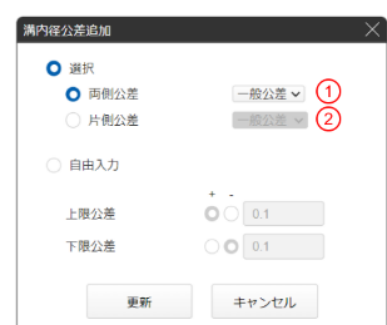 溝内径公差追加
選択
両側公差 一般公差 ①
片側公差 一般公差 ②
自由入力
+ -
上限公差 0.1
下限公差 0.1
更新 キャンセル